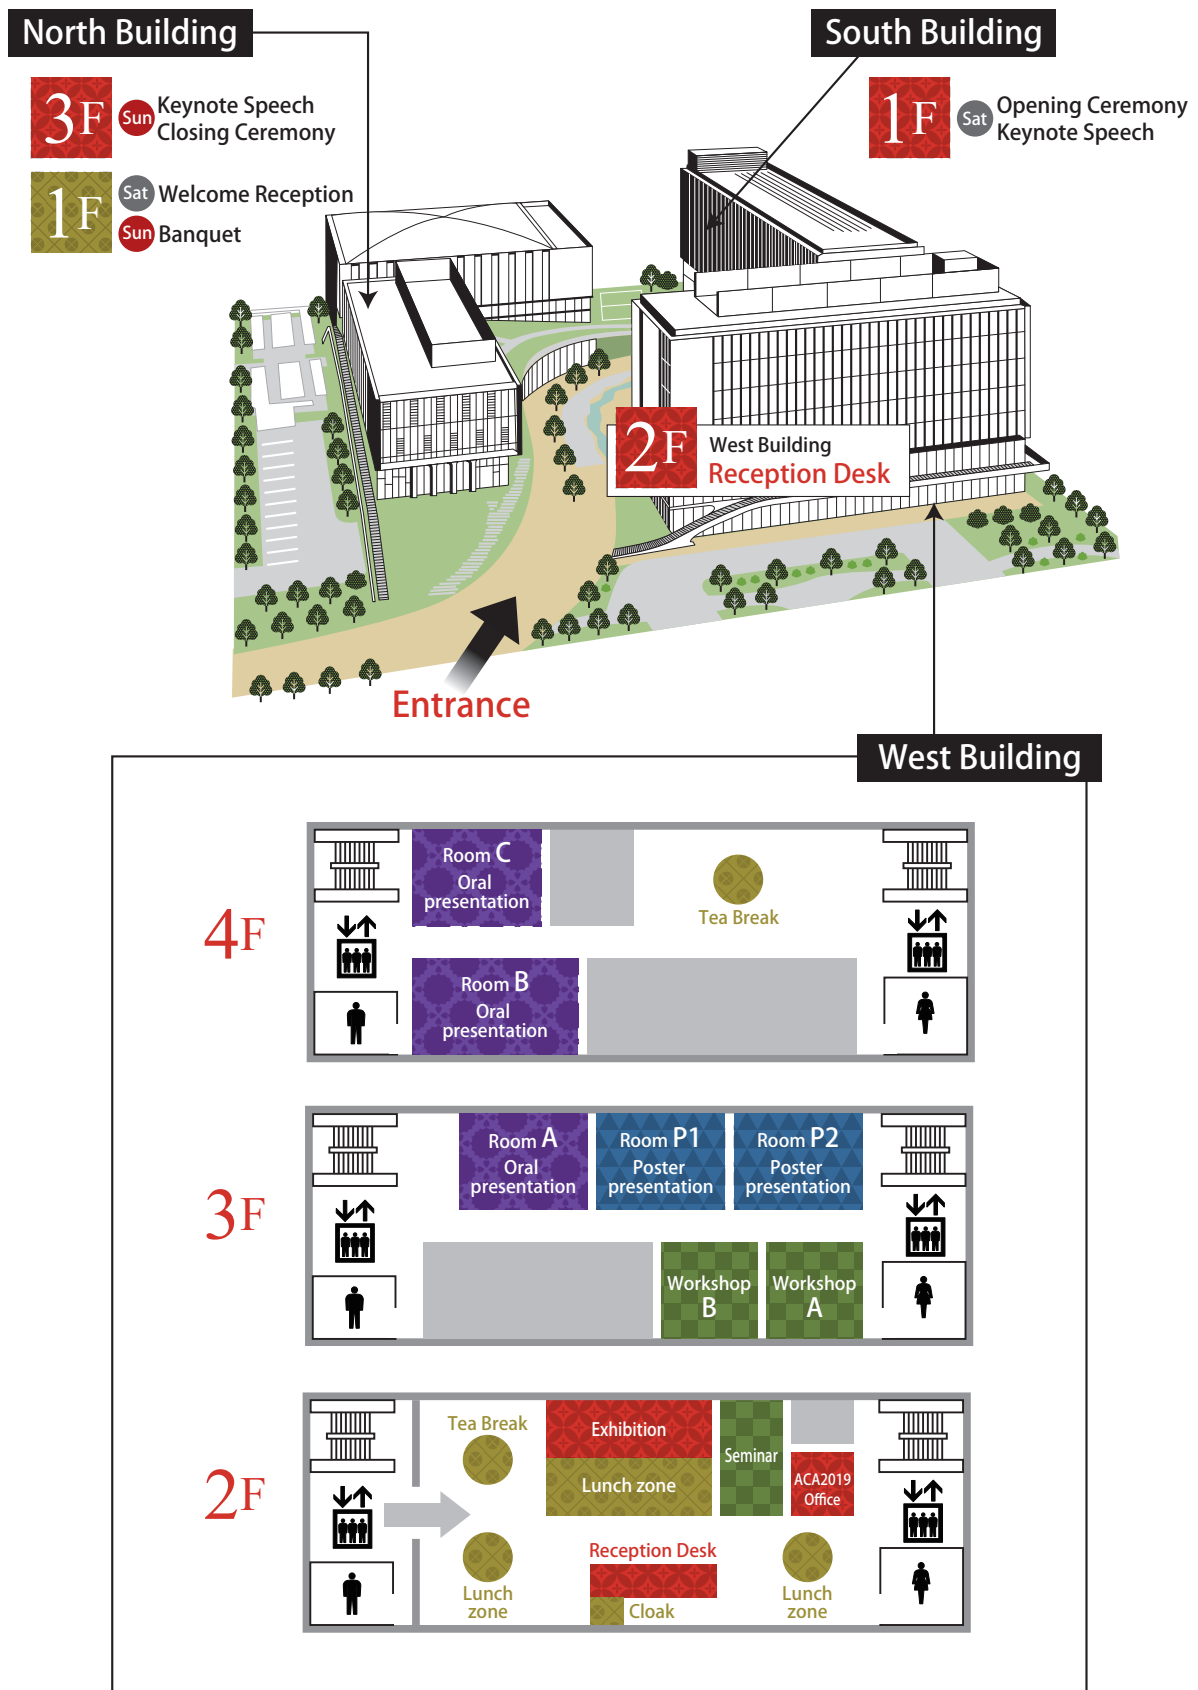 North Building
3F
Sun
Keynote Speech
Closing Ceremony
1F
Sat
Welcome Reception
Sun
Banquet
South Building
1F
Sat
Opening Ceremony
Keynote Speech
2F
West Building
Reception Desk
Entrance
West Building
4F
Room C
Oral
presentation
Tea Break
Room B
Oral
presentation
3F
Room A
Oral
presentation
Room P1
Poster
presentation
Room P2
Poster
presentation
Workshop
B
Workshop
A
2F
Tea Break
Exhibition
Lunch zone
Seminar
ACA2019
Office
Reception Desk
Cloak
Lunch
zone
Lunch
zone